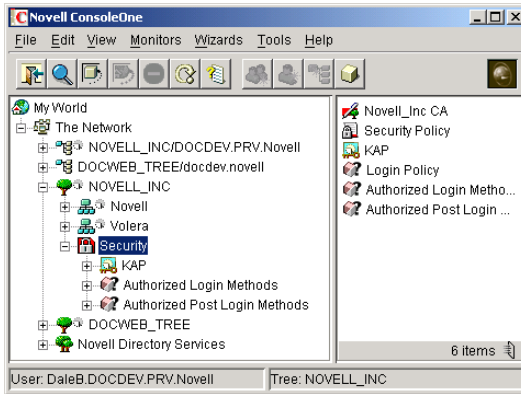 Novell ConsoleOne
File Edit View Monitors Wizards Tools Help
My World
The Network
NOVELL_INC/DOCDEV.PRV.Novell
DOCWEB_TREE/docdev.novell
NOVELL_INC
Novell
Volera
Security
KAP
Authorized Login Methods
Authorized Post Login Methods
DOCWEB_TREE
Novell Directory Services
Novell_Inc CA
Security Policy
KAP
Login Policy
Authorized Login Metho...
Authorized Post Login ...
6 items
User: DaleB.DOCDEV.PRV.Novell
Tree: NOVELL_INC